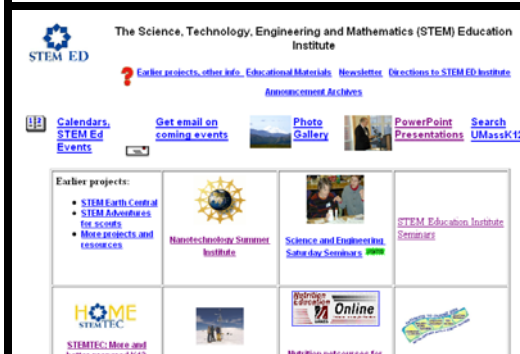 The Science, Technology, Engineering and Mathematics (STEM) Education
Institute
STEM ED
Earlier projects, other info Educational Materials Newsletter Directions to STEM ED Institute
Announcement Archives
Calendars,
STEM Ed
Events
Get email on
coming events
Photo
Gallery
PowerPoint
Presentations
Search
UMassK12
Earlier projects:
STEM Earth Central
STEM Adventures
for scouts
More projects and
resources
Nanotechnology Summer
Institute
Science and Engineering
Saturday Seminars
STEM Education Institute
Seminars
HOME
STEMTEC
STEMTEC: More and
Nutrition
Education
Online